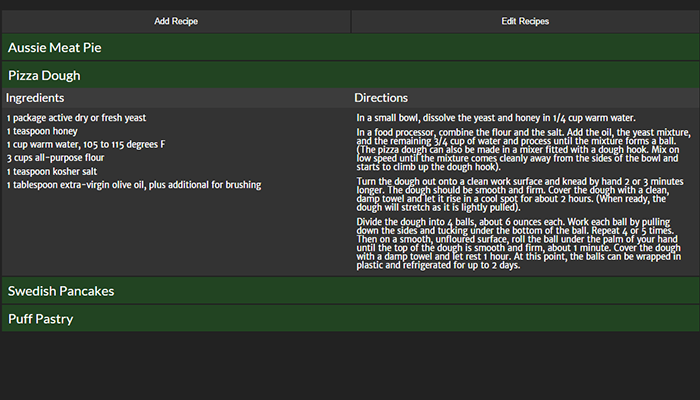 Add Recipe
Edit Recipes
Aussie Meat Pie
Pizza Dough
Ingredients
1 package active dry or fresh yeast
1 teaspoon honey
1 cup warm water, 105 to 115 degrees F
3 cups all-purpose flour
1 teaspoon kosher salt
1 tablespoon extra-virgin olive oil, plus additional for brushing
Directions
In a small bowl, dissolve the yeast and honey in 1/4 cup warm water.
In a food processor, combine the flour and the salt. Add the oil, the yeast mixture,
and the remaining 3/4 cup of water and process until the mixture forms a ball.
(The pizza dough can also be made in a mixer fitted with a dough hook. Mix on
low speed until the mixture comes cleanly away from the sides of the bowl and
starts to climb up the dough hook).
Turn the dough out onto a clean work surface and knead by hand 2 or 3 minutes
longer. The dough should be smooth and firm. Cover the dough with a clean,
damp towel and let it rise in a cool spot for about 2 hours. (When ready, the
dough will stretch as it is lightly pulled).
Divide the dough into 4 balls, about 6 ounces each. Work each ball by pulling
down the sides and tucking under the bottom of the ball. Repeat 4 or 5 times.
Then on a smooth, unfloured surface, roll the ball under the palm of your hand
until the top of the dough is smooth and firm, about 1 minute. Cover the dough
with a damp towel and let rest 1 hour. At this point, the balls can be wrapped in
plastic and refrigerated for up to 2 days.
Swedish Pancakes
Puff Pastry